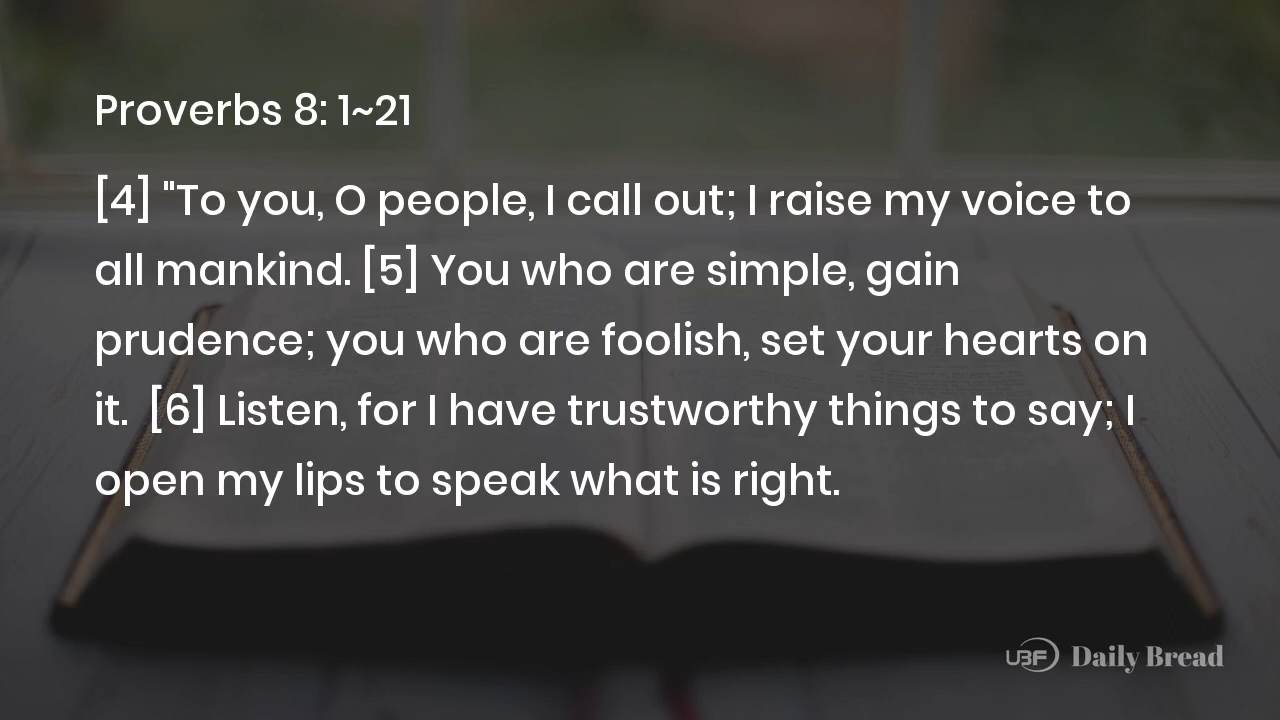 Proverbs 8: 1~21
[4] "To you, O people, I call out; I raise my voice to
all mankind. [5] You who are simple, gain
prudence; you who are foolish, set your hearts on
it.  [6] Listen, for I have trustworthy things to say; I
open my lips to speak what is right.
UBF Daily Bread